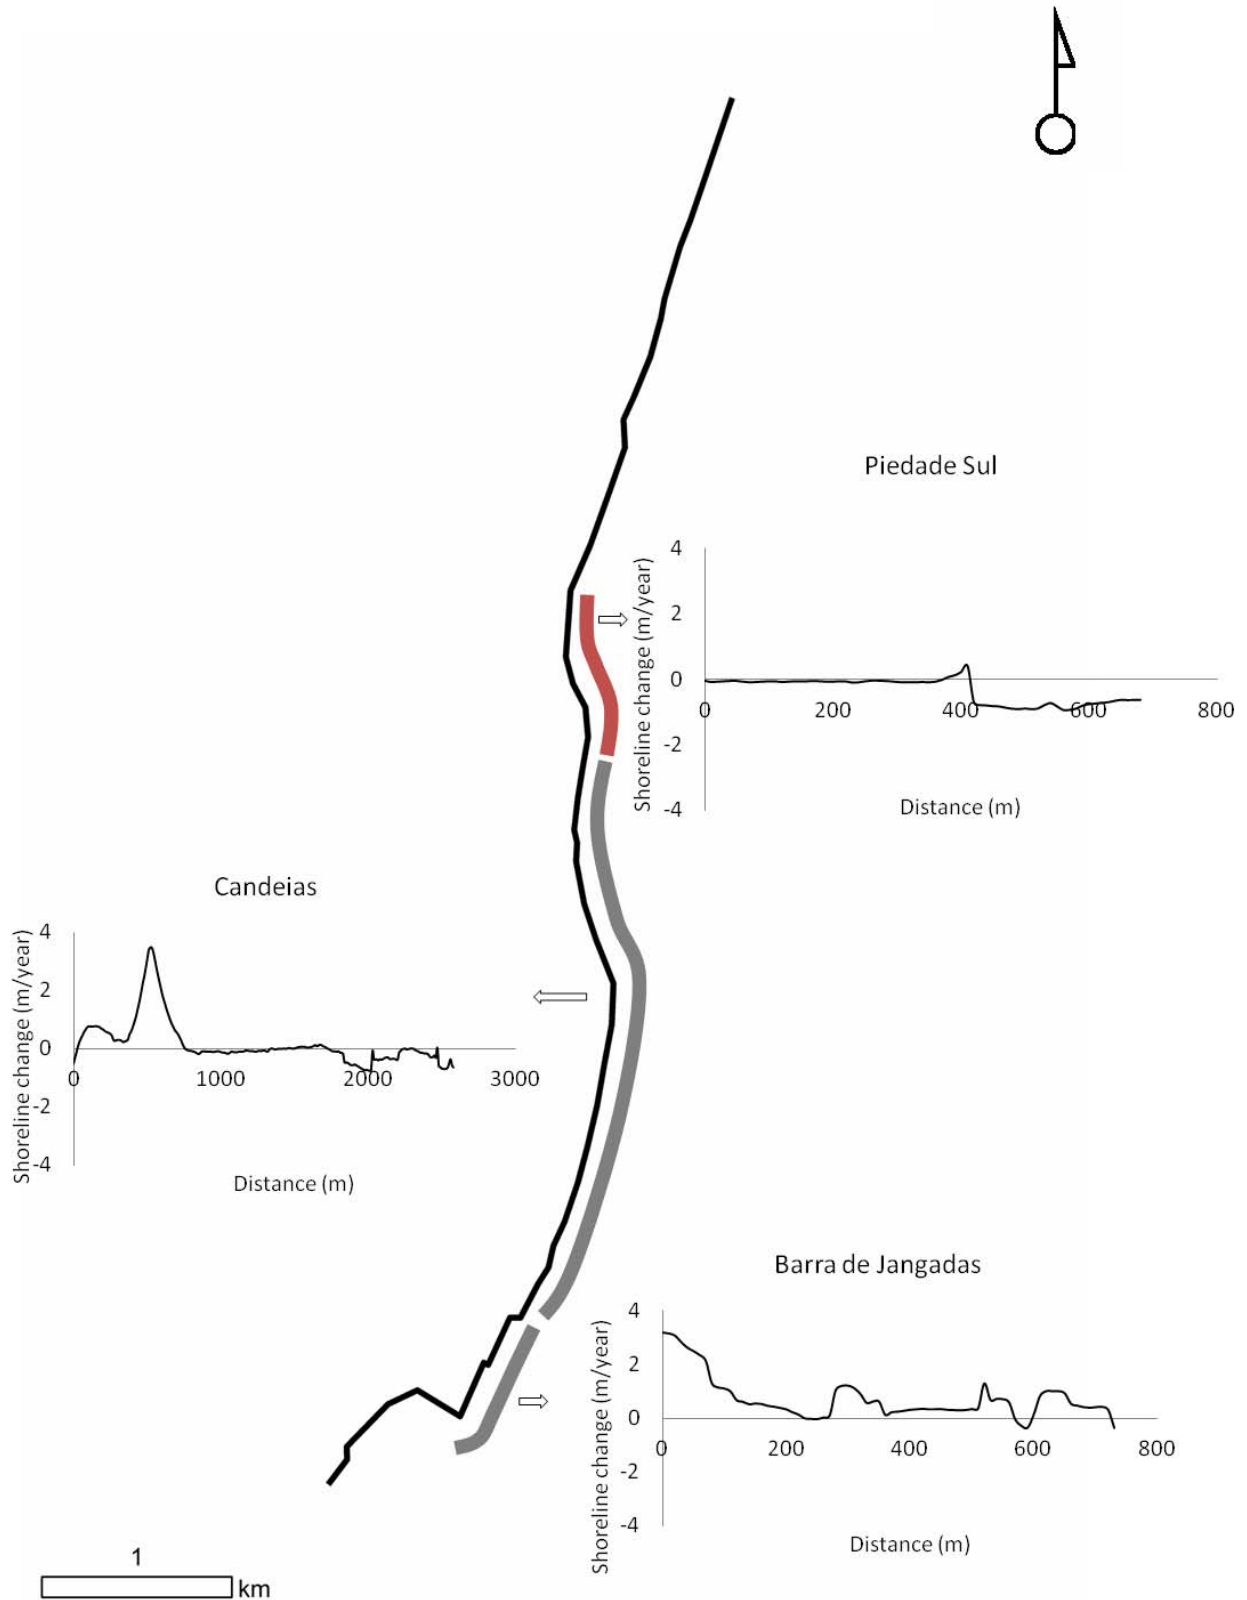 Piedade Sul
4
2
0
-2
-4
Shoreline change (m/year)
0 200 400 600 800
Distance (m)
Candeias
4
2
0
-2
-4
Shoreline change (m/year)
0 1000 2000 3000
Distance (m)
Barra de Jangadas
4
2
0
-2
-4
Shoreline change (m/year)
0 200 400 600 800
Distance (m)
1
km